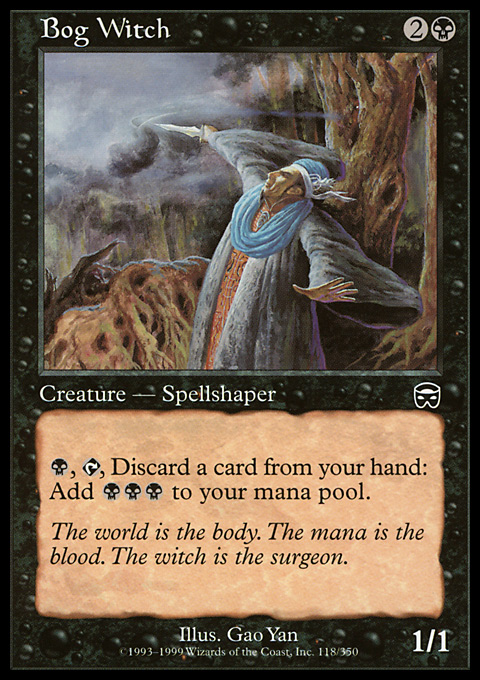 Bog Witch 2
Creature — Spellshaper
, , Discard a card from your hand:
Add to your mana pool.
The world is the body. The mana is the
blood. The witch is the surgeon.
Illus. Gao Yan
©1993–1999 Wizards of the Coast, Inc. 118/350
1/1